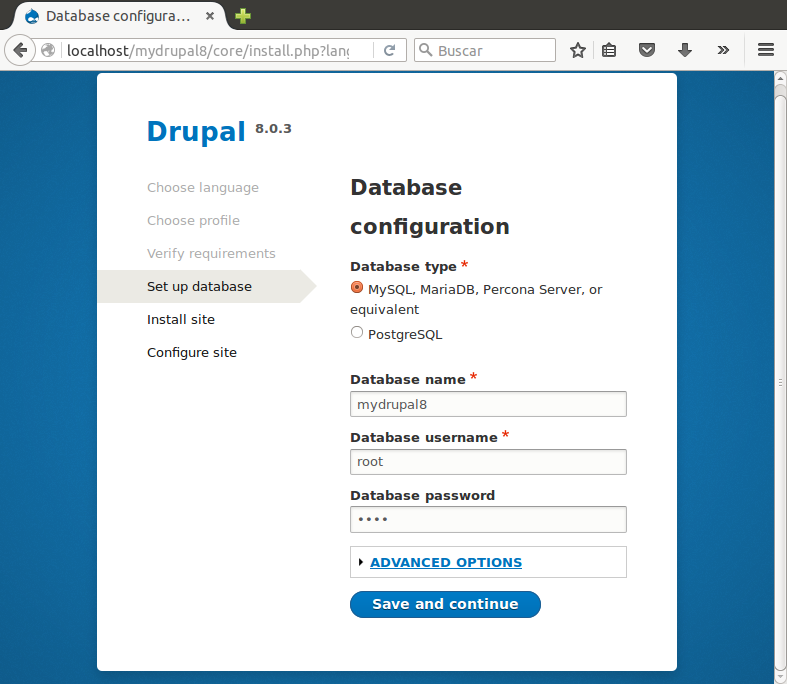 Database configura...
localhost/mydrupal8/core/install.php?lang
Buscar
Drupal 8.0.3
Choose language
Choose profile
Verify requirements
Set up database
Install site
Configure site
Database
configuration
Database type *
MySQL, MariaDB, Percona Server, or
equivalent
PostgreSQL
Database name *
mydrupal8
Database username *
root
Database password
••••
ADVANCED OPTIONS
Save and continue